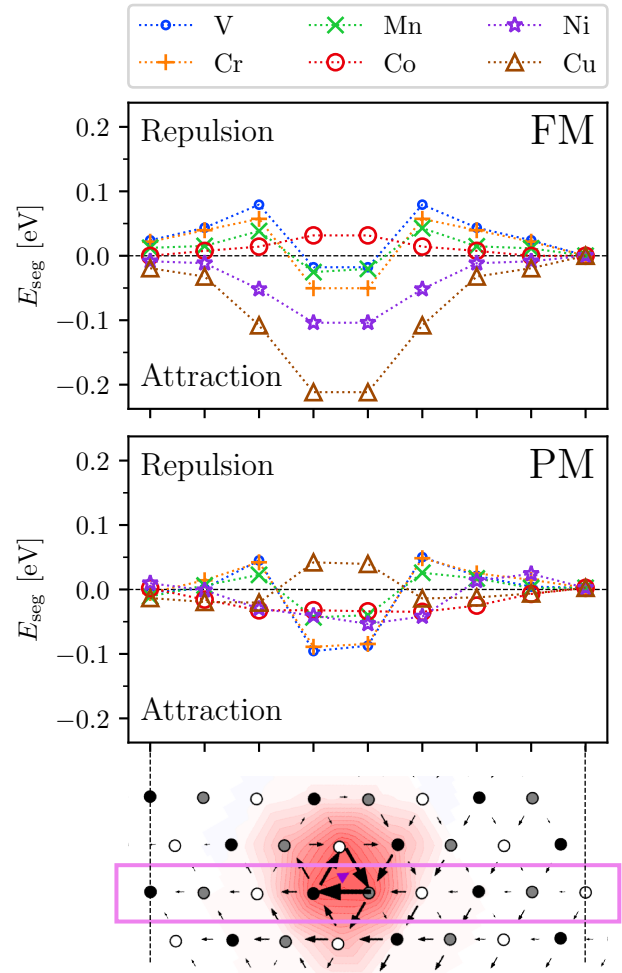 V Mn Ni
Cr Co Cu
Repulsion FM
0.2
0.1
0.0
−0.1
−0.2
E_seg [eV]
Attraction
Repulsion PM
0.2
0.1
0.0
−0.1
−0.2
E_seg [eV]
Attraction